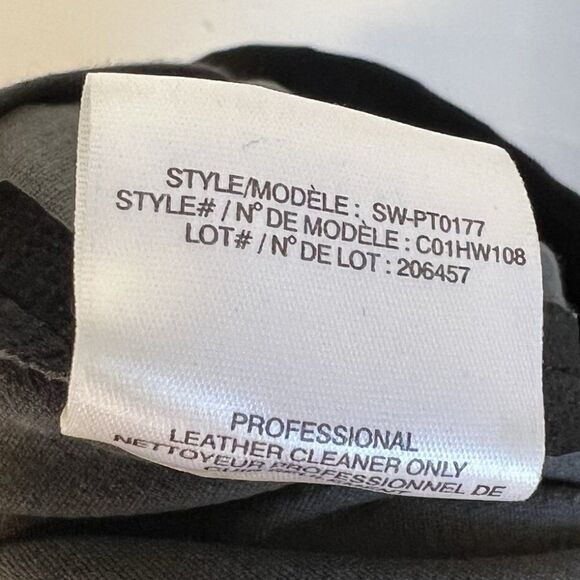 STYLE/MODÈLE : SW-PT0177
STYLE# / N° DE MODÈLE : C01HW108
LOT# / N° DE LOT : 206457
PROFESSIONAL
LEATHER CLEANER ONLY
NETTOYEUR PROFESSIONNEL DE